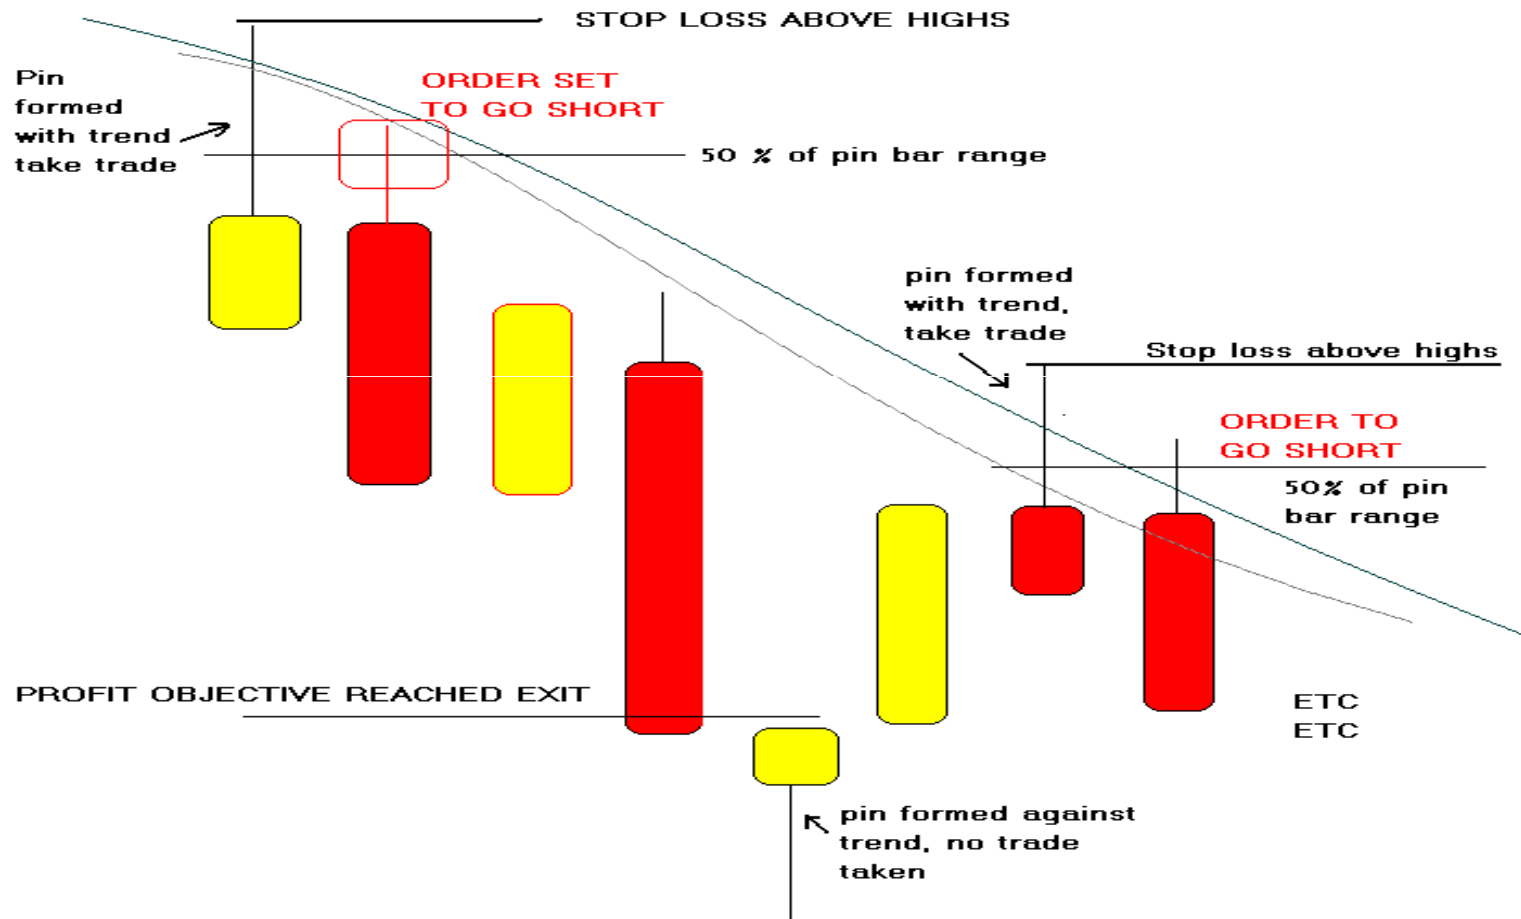 STOP LOSS ABOVE HIGHS
Pin
formed
with trend
take trade
ORDER SET
TO GO SHORT
50 % of pin bar range
pin formed
with trend,
take trade
Stop loss above highs
ORDER TO
GO SHORT
50% of pin
bar range
PROFIT OBJECTIVE REACHED EXIT
ETC
ETC
pin formed against
trend, no trade
taken